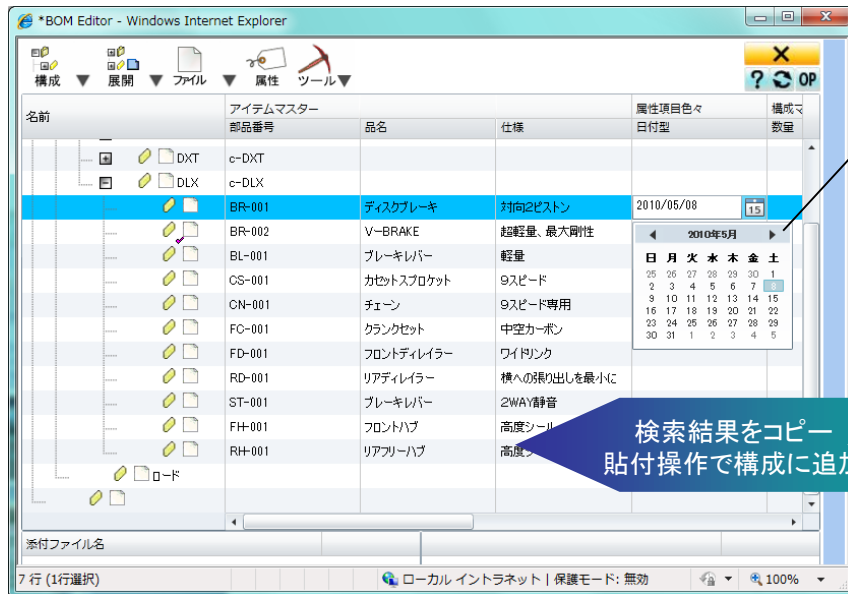 *BOM Editor - Windows Internet Explorer
構成 ▼ 展開 ▼ ファイル ▼ 属性 ツール▼
? OP
名前 アイテムマスター 属性項目色々 構成マ
部品番号 品名 仕様 日付型 数量
DXT c-DXT
DLX c-DLX
BR-001 ディスクブレーキ 対向2ピストン 2010/05/08 15
BR-002 V-BRAKE 超軽量、最大剛性
BL-001 ブレーキレバー 軽量
CS-001 カセットスプロケット 9スピード
CN-001 チェーン 9スピード専用
FC-001 クランクセット 中空カーボン
FD-001 フロントディレイラー ワイドリンク
RD-001 リアディレイラー 横への張り出しを最小に
ST-001 ブレーキレバー 2WAY静音
FH-001 フロントハブ 高度シール
RH-001 リアフリーハブ 高度
ロード
2010年5月
日 月 火 水 木 金 土
25 26 27 28 29 30 1
2 3 4 5 6 7 8
9 10 11 12 13 14 15
16 17 18 19 20 21 22
23 24 25 26 27 28 29
30 31 1 2 3 4 5
検索結果をコピー
貼付操作で構成に追加
添付ファイル名
7 行 (1行選択) ローカル イントラネット | 保護モード: 無効 100%